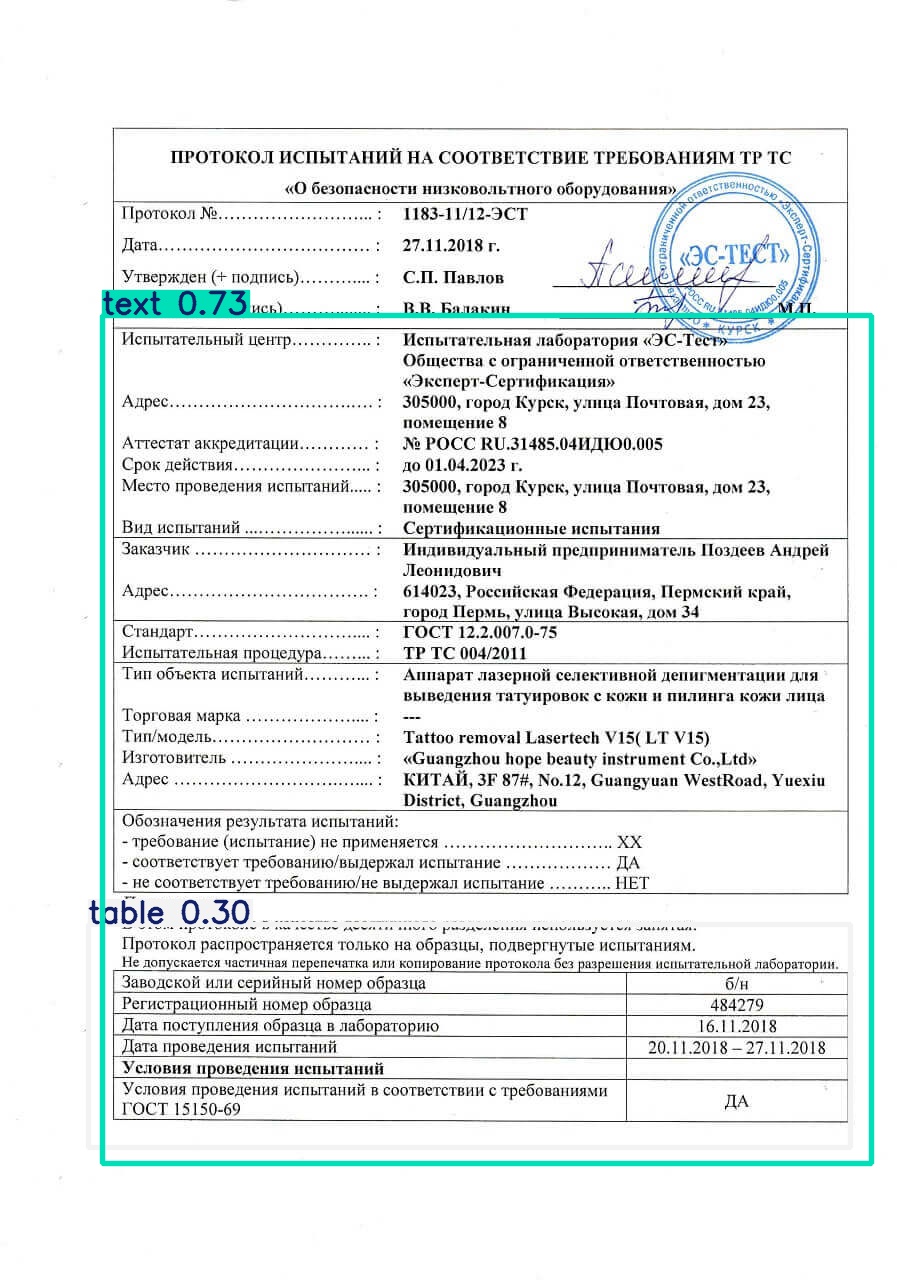 ПРОТОКОЛ ИСПЫТАНИЙ НА СООТВЕТСТВИЕ ТРЕБОВАНИЯМ ТР ТС
«О безопасности низковольтного оборудования»
Протокол №……………………... : 1183-11/12-ЭСТ
Дата……………………………… : 27.11.2018 г.
Утвержден (+ подпись)………... : С.П. Павлов
text 0.73
В.В. Балакин М.П.
«ЭС-ТЕСТ»
КУРСК
Испытательный центр………….. : Испытательная лаборатория «ЭС-Тест»
Общества с ограниченной ответственностью
«Эксперт-Сертификация»
Адрес…………………………….… : 305000, город Курск, улица Почтовая, дом 23,
помещение 8
Аттестат аккредитации………… : № РОСС RU.31485.04ИДЮ0.005
Срок действия…………………... : до 01.04.2023 г.
Место проведения испытаний..... : 305000, город Курск, улица Почтовая, дом 23,
помещение 8
Вид испытаний ...……………...... : Сертификационные испытания
Заказчик ………………………… : Индивидуальный предприниматель Поздеев Андрей
Леонидович
Адрес……………………………. : 614023, Российская Федерация, Пермский край,
город Пермь, улица Высокая, дом 34
Стандарт……………………….... : ГОСТ 12.2.007.0-75
Испытательная процедура……... : ТР ТС 004/2011
Тип объекта испытаний………... : Аппарат лазерной селективной депигментации для
выведения татуировок с кожи и пилинга кожи лица
Торговая марка ……………….... : ---
Тип/модель……………………… : Tattoo removal Lasertech V15( LT V15)
Изготовитель ………………….... : «Guangzhou hope beauty instrument Co.,Ltd»
Адрес ……………………….…... : КИТАЙ, 3F 87#, No.12, Guangyuan WestRoad, Yuexiu
District, Guangzhou
Обозначения результата испытаний:
- требование (испытание) не применяется ……………………….. ХХ
- соответствует требованию/выдержал испытание ……………… ДА
- не соответствует требованию/не выдержал испытание ……….. НЕТ
table 0.30
Протокол распространяется только на образцы, подвергнутые испытаниям.
Не допускается частичная перепечатка или копирование протокола без разрешения испытательной лаборатории.
Заводской или серийный номер образца б/н
Регистрационный номер образца 484279
Дата поступления образца в лабораторию 16.11.2018
Дата проведения испытаний 20.11.2018 – 27.11.2018
Условия проведения испытаний
Условия проведения испытаний в соответствии с требованиями
ГОСТ 15150-69 ДА